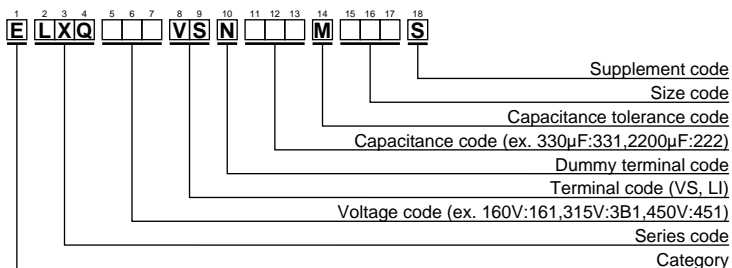 1 2 3 4 5 6 7 8 9 10 11 12 13 14 15 16 17 18
E LXQ VS N M S
Supplement code
Size code
Capacitance tolerance code
Capacitance code (ex. 330µF:331,2200µF:222)
Dummy terminal code
Terminal code (VS, LI)
Voltage code (ex. 160V:161,315V:3B1,450V:451)
Series code
Category